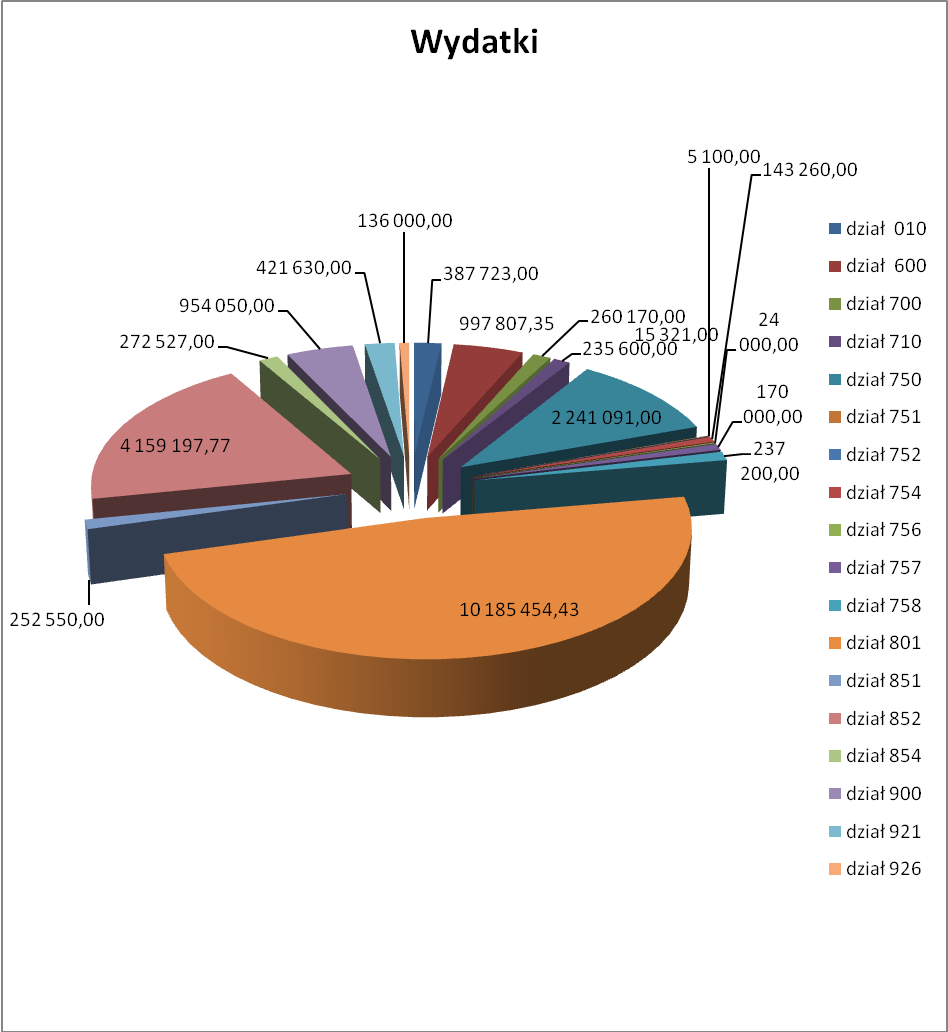 Wydatki
5 100,00
143 260,00
136 000,00
421 630,00
387 723,00
954 050,00
997 807,35
260 170,00
15 321,00
24
000,00
272 527,00
235 600,00
170
000,00
2 241 091,00
4 159 197,77
237
200,00
10 185 454,43
252 550,00
dział  010
dział  600
dział 700
dział 710
dział 750
dział 751
dział 752
dział 754
dział 756
dział 757
dział 758
dział 801
dział 851
dział 852
dział 854
dział 900
dział 921
dział 926